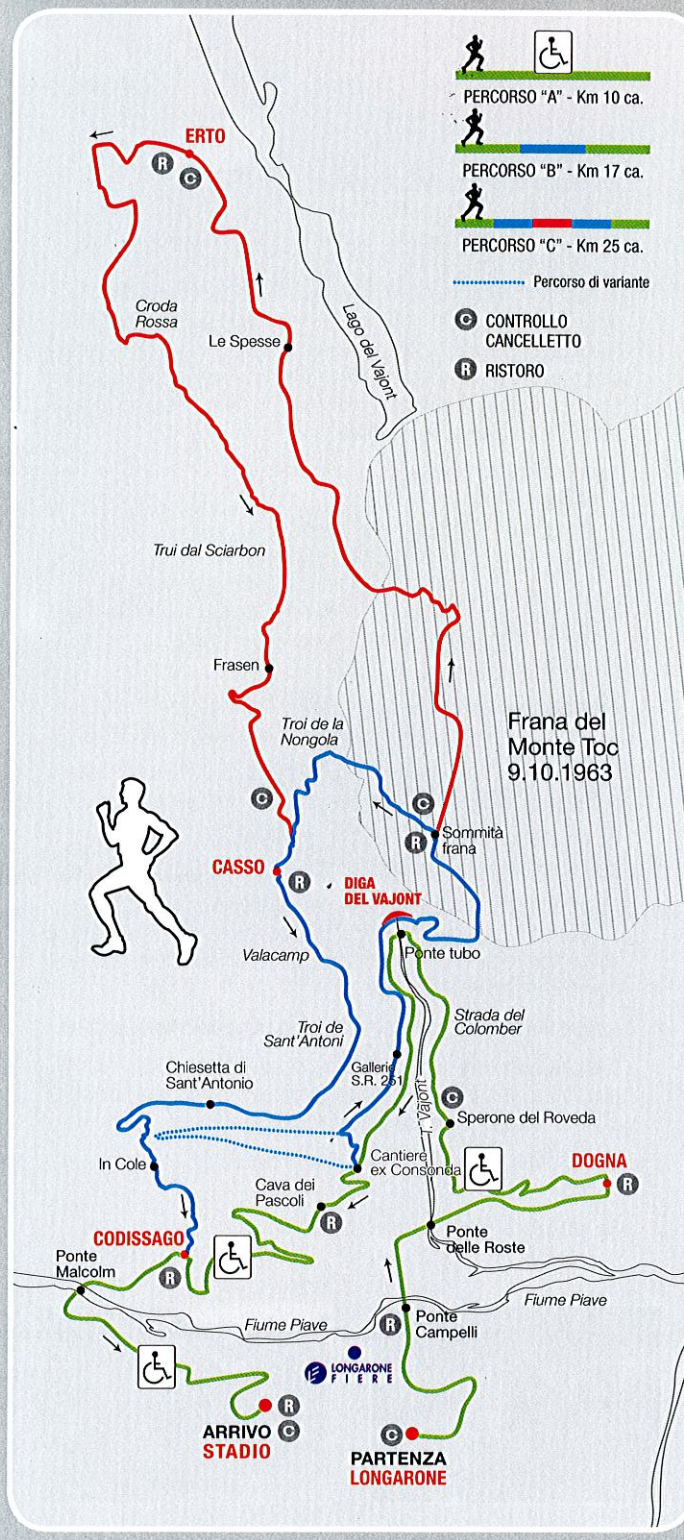 PERCORSO "A" - Km 10 ca.
PERCORSO "B" - Km 17 ca.
PERCORSO "C" - Km 25 ca.
Percorso di variante
C CONTROLLO
CANCELLETTO
R RISTORO
ERTO
R
C
Croda
Rossa
Le Spesse
Lago del Vajont
Trui dal Sciarbon
Frasen
Troi de la
Nongola
Frana del
Monte Toc
9.10.1963
C
C
R
Sommità
frana
CASSO
R
DIGA
DEL VAJONT
Ponte tubo
Valacamp
Troi de
Sant'Antoni
Strada del
Colomber
Chiesetta di
Sant'Antonio
Gallerie
S.R. 251
T. Vajont
C
Sperone del Roveda
In Cole
Cantiere
ex Consonda
DOGNA
R
Cava dei
Pascoli
R
CODISSAGO
R
Ponte
Malcolm
Ponte
delle Roste
Fiume Piave
Fiume Piave
Ponte
Campelli
R
LONGARONE
FIERE
R
C
ARRIVO
STADIO
C
PARTENZA
LONGARONE